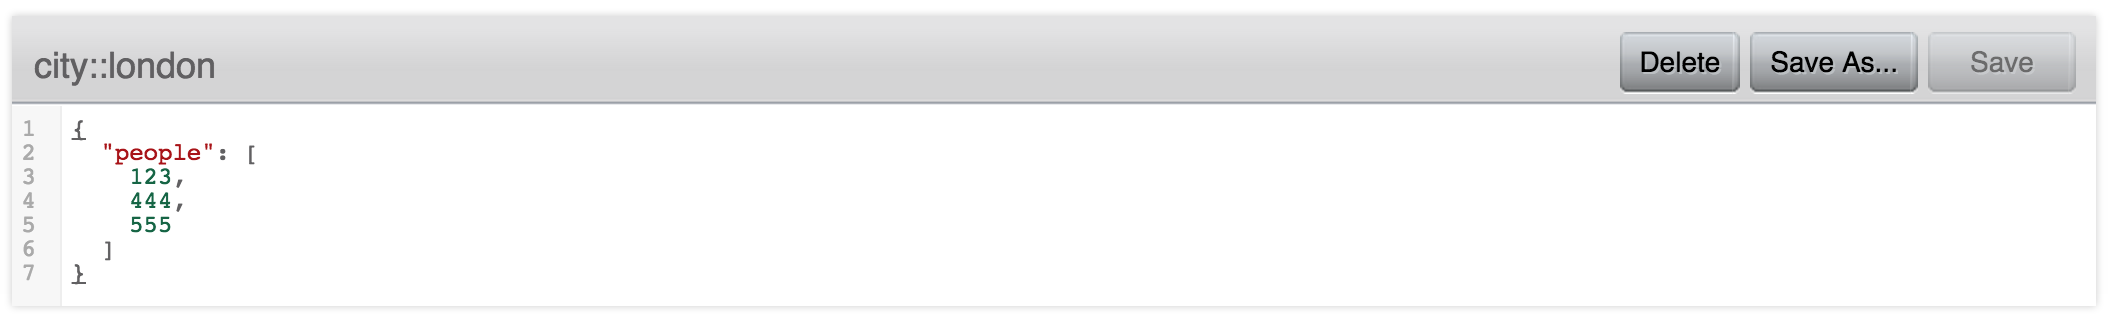 city::london
Delete
Save As...
Save
1 {
2 "people": [
3 123,
4 444,
5 555
6 ]
7 }